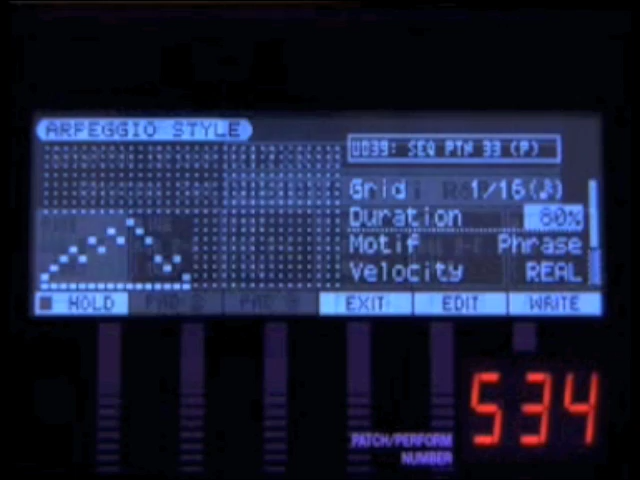 ARPEGGIO STYLE
U039: SEQ PTN 33 (P)
Grid 1/16(♪)
Duration 80%
Motif Phrase
Velocity REAL
HOLD EXIT EDIT WRITE
534
PATCH/PERFORM
NUMBER